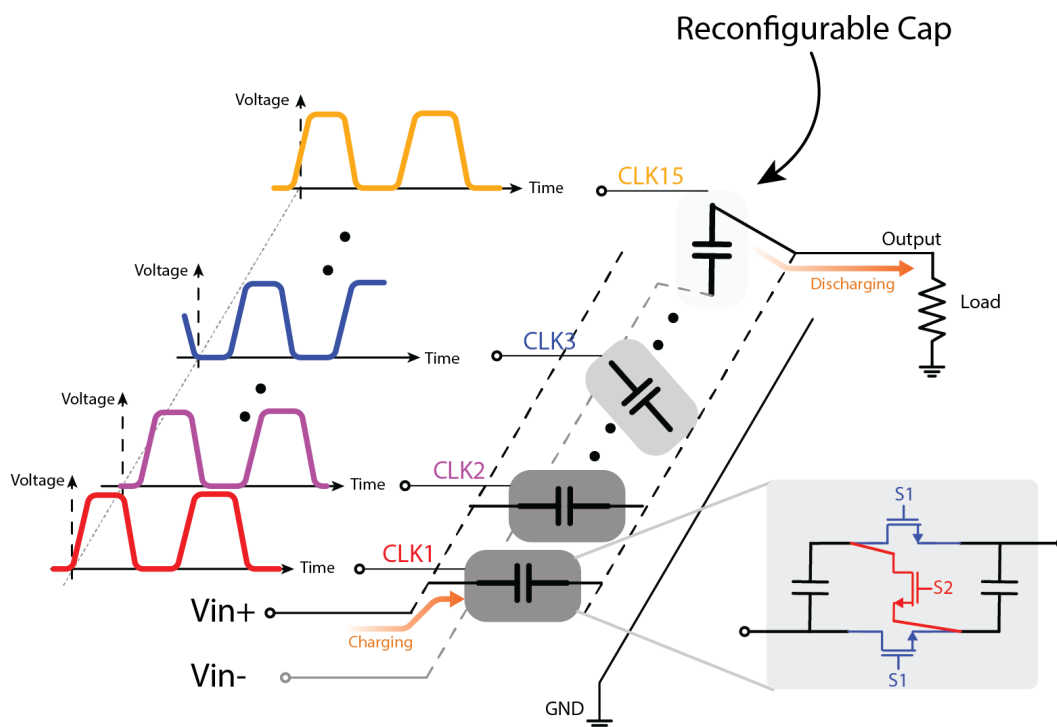 Reconfigurable Cap
Voltage
Time
CLK15
Output
Discharging
Load
Voltage
Time
CLK3
Voltage
Time
CLK2
Voltage
Time
CLK1
Vin+
Charging
Vin-
GND
S1
S2
S1